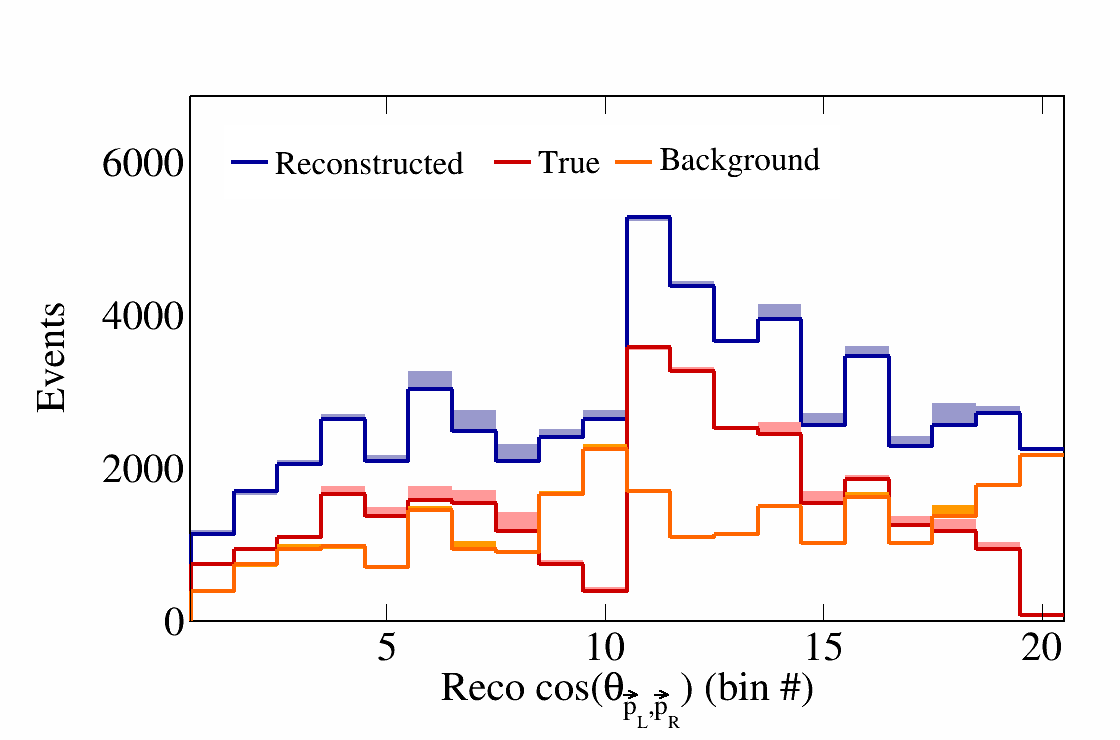 6000
4000
2000
0
Events
Reconstructed True Background
5 10 15 20
Reco cos(θ_{\vec{p}_L,\vec{p}_R}) (bin #)